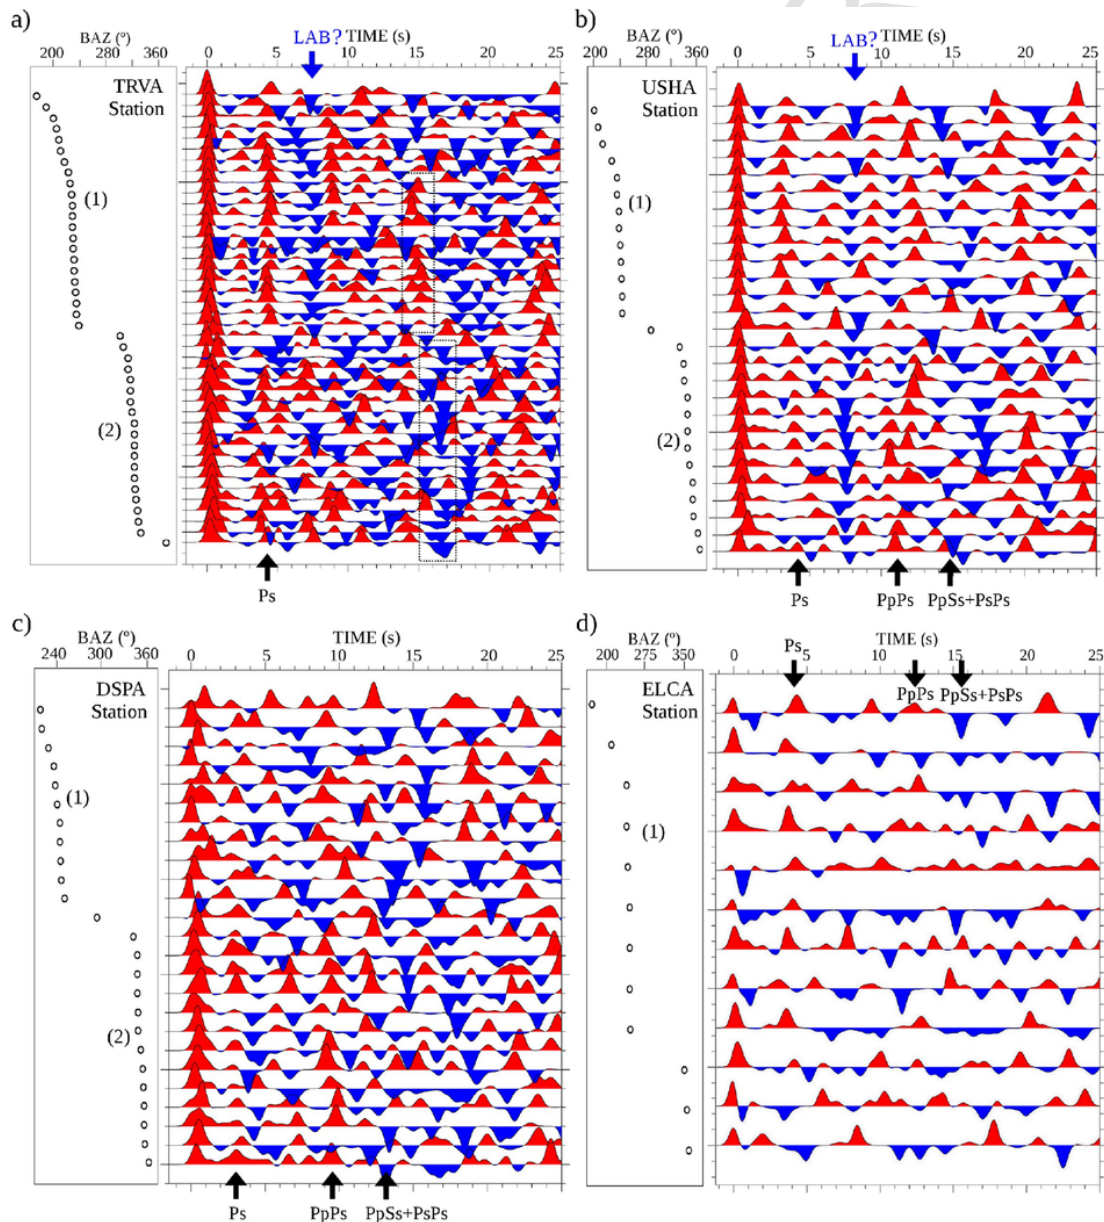 a)
b)
BAZ (º)
LAB?
TIME (s)
BAZ (º)
LAB?
TIME (s)
240 300 360
0 5 10 15 20 25
200 280 360
0 5 10 15 20 25
TRVA
Station
USHA
Station
(1)
(1)
(2)
(2)
Ps
Ps PpPs PpSs+PsPs
c)
d)
BAZ (º)
TIME (s)
BAZ (º)
Ps
TIME (s)
240 300 360
0 5 10 15 20 25
200 275 350
0 5 10 15 20 25
DSPA
Station
ELCA
Station
PpPs PpSs+PsPs
(1)
(1)
(2)
Ps PpPs PpSs+PsPs